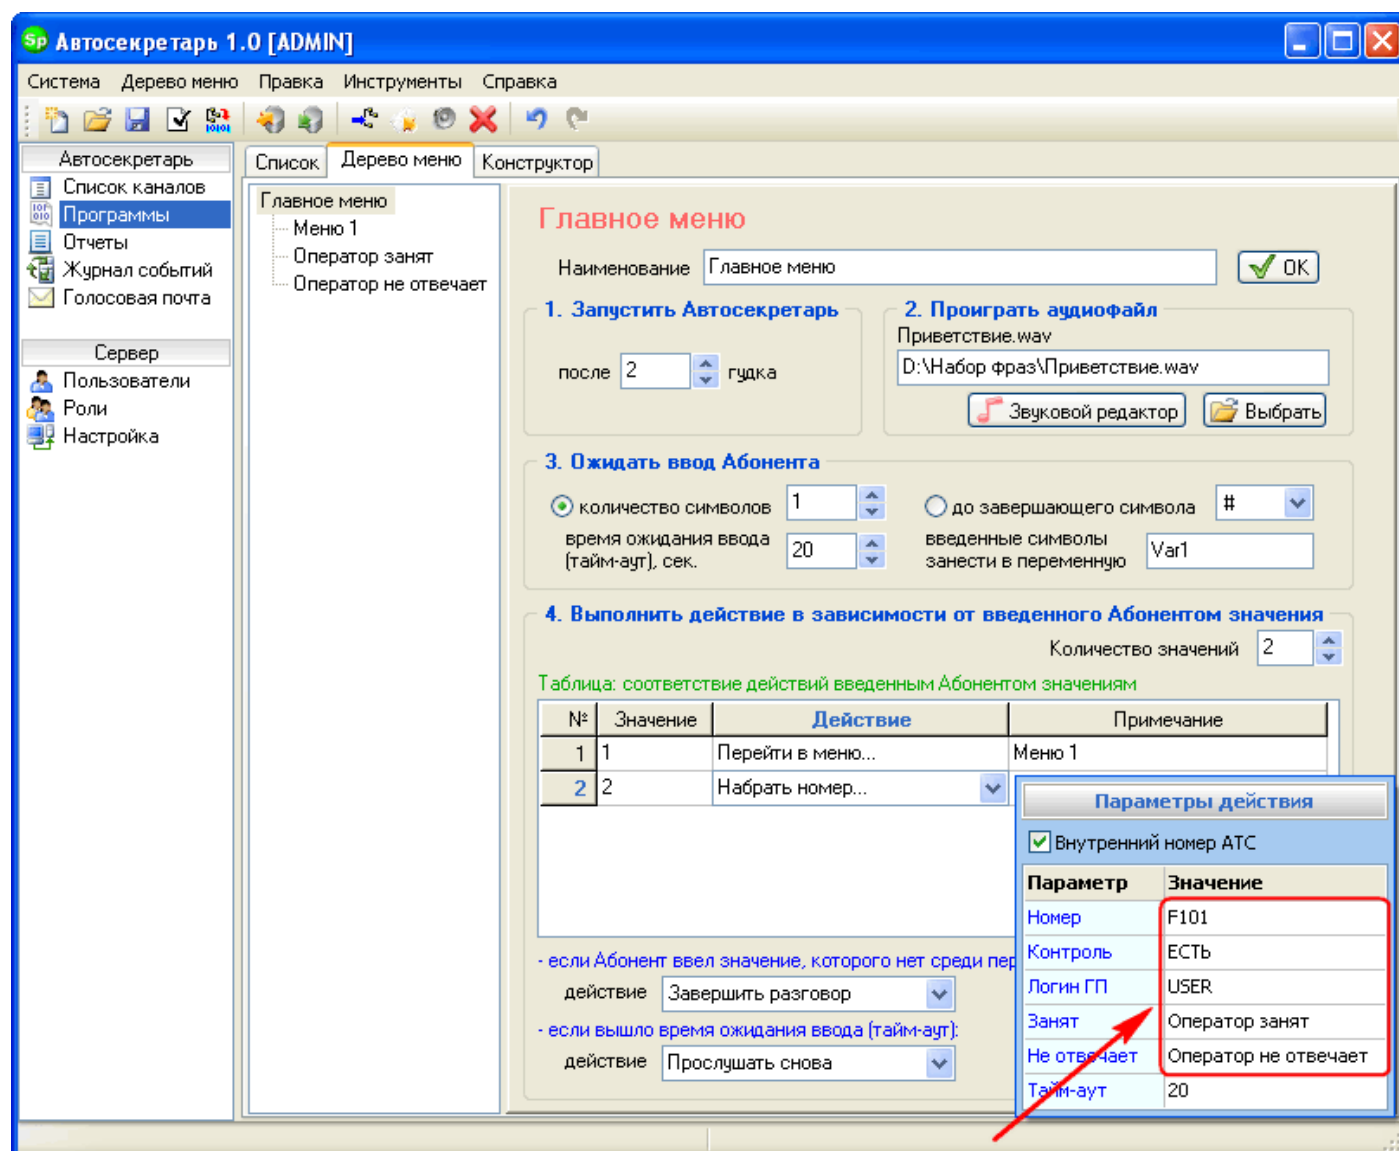 Sp Автосекретарь 1.0 [ADMIN]
Система Дерево меню Правка Инструменты Справка
Автосекретарь
Список каналов
Программы
Отчеты
Журнал событий
Голосовая почта
Сервер
Пользователи
Роли
Настройка
Список Дерево меню Конструктор
Главное меню
Меню 1
Оператор занят
Оператор не отвечает
Главное меню
Наименование Главное меню OK
1. Запустить Автосекретарь
после 2 гудка
2. Проиграть аудиофайл
Приветствие.wav
D:\Набор фраз\Приветствие.wav
Звуковой редактор Выбрать
3. Ожидать ввод Абонента
количество символов 1 до завершающего символа #
время ожидания ввода
(тайм-аут), сек. 20
введенные символы
занести в переменную Var1
4. Выполнить действие в зависимости от введенного Абонентом значения
Количество значений 2
Таблица: соответствие действий введенным Абонентом значениям
№ Значение Действие Примечание
1 1 Перейти в меню... Меню 1
2 2 Набрать номер...
- если Абонент ввел значение, которого нет среди пер
действие Завершить разговор
- если вышло время ожидания ввода (тайм-аут):
действие Прослушать снова
Параметры действия
Внутренний номер АТС
Параметр Значение
Номер F101
Контроль ЕСТЬ
Логин ГП USER
Занят Оператор занят
Не отвечает Оператор не отвечает
Тайм-аут 20